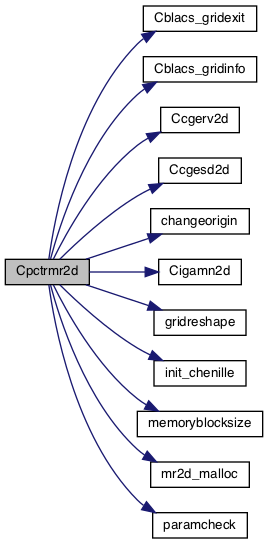 Cblacs_gridexit
Cblacs_gridinfo
Ccgerv2d
Ccgesd2d
changeorigin
Cpctrmr2d
Cigamn2d
gridreshape
init_chenille
memoryblocksize
mr2d_malloc
paramcheck